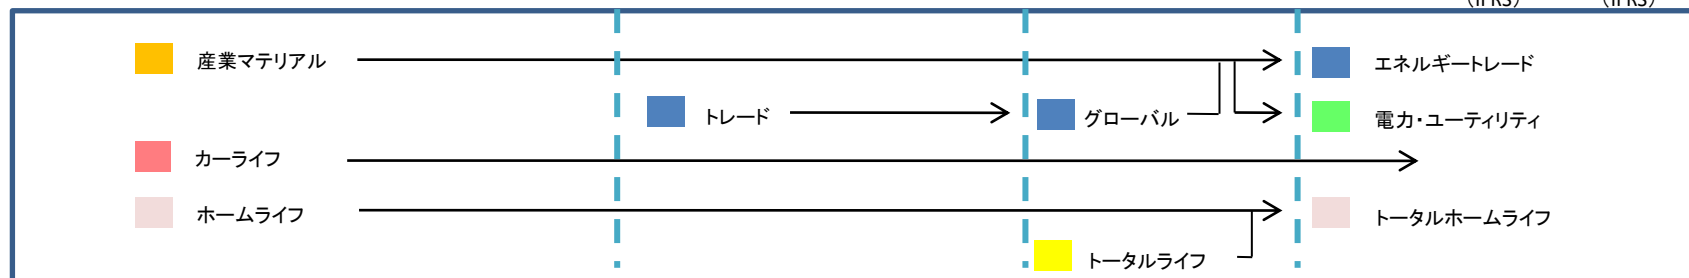 (IFRS) (IFRS)
産業マテリアル エネルギートレード
トレード グローバル 電力・ユーティリティ
カーライフ
ホームライフ トータルホームライフ
トータルライフ